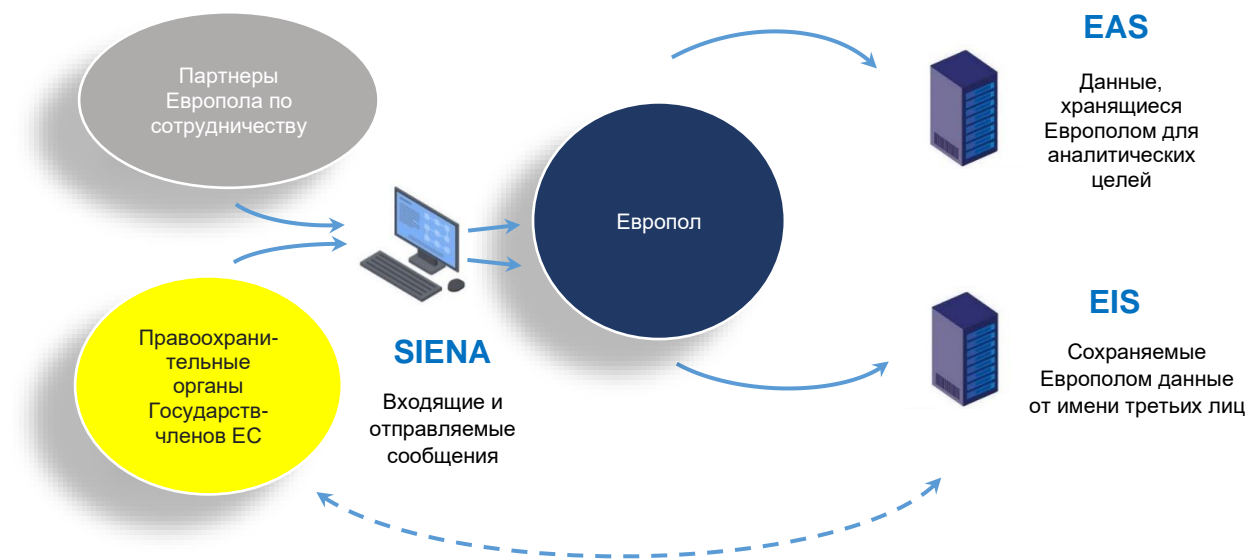 Партнеры
Европола по
сотрудничеству
Правоохрани-
тельные
органы
Государств-
членов ЕС
SIENA
Входящие и
отправляемые
сообщения
Европол
EAS
Данные,
хранящиеся
Европолом для
аналитических
целей
EIS
Сохраняемые
Европолом данные
от имени третьих лиц